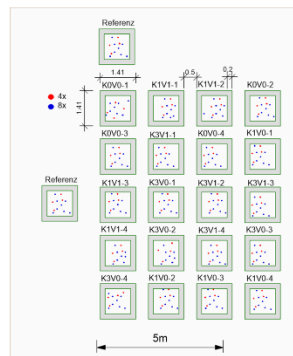 Referenz
1.41
0.5
0.2
4x
8x
1.41
K0V0-1 K1V1-1 K1V1-2 K0V0-2
K0V0-3 K3V1-1 K0V0-4 K1V0-1
Referenz
K1V1-3 K3V0-1 K3V1-2 K3V1-3
K1V1-4 K3V0-2 K3V1-4 K3V0-3
K3V0-4 K1V0-2 K1V0-3 K1V0-4
5m